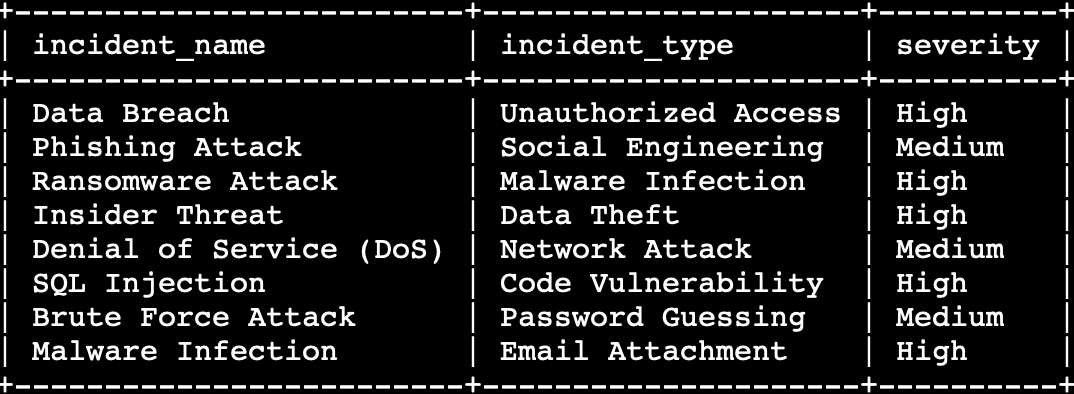 +-------------------------+---------------------+----------+
| incident_name           | incident_type       | severity |
+-------------------------+---------------------+----------+
| Data Breach             | Unauthorized Access | High     |
| Phishing Attack         | Social Engineering  | Medium   |
| Ransomware Attack       | Malware Infection   | High     |
| Insider Threat          | Data Theft          | High     |
| Denial of Service (DoS) | Network Attack      | Medium   |
| SQL Injection           | Code Vulnerability  | High     |
| Brute Force Attack      | Password Guessing   | Medium   |
| Malware Infection       | Email Attachment    | High     |
+-------------------------+---------------------+----------+